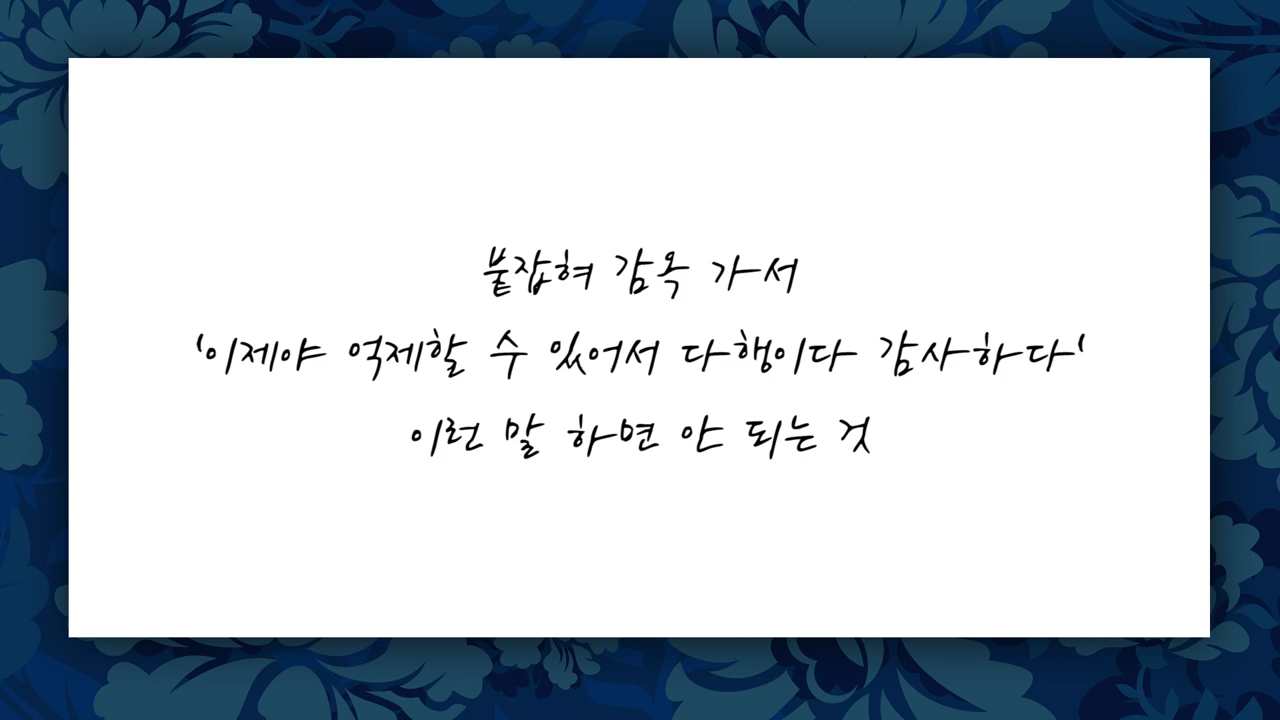 붙잡혀 감옥 가서
'이제야 억제할 수 있어서 다행이다 감사하다'
이런 말 하면 안 되는 것